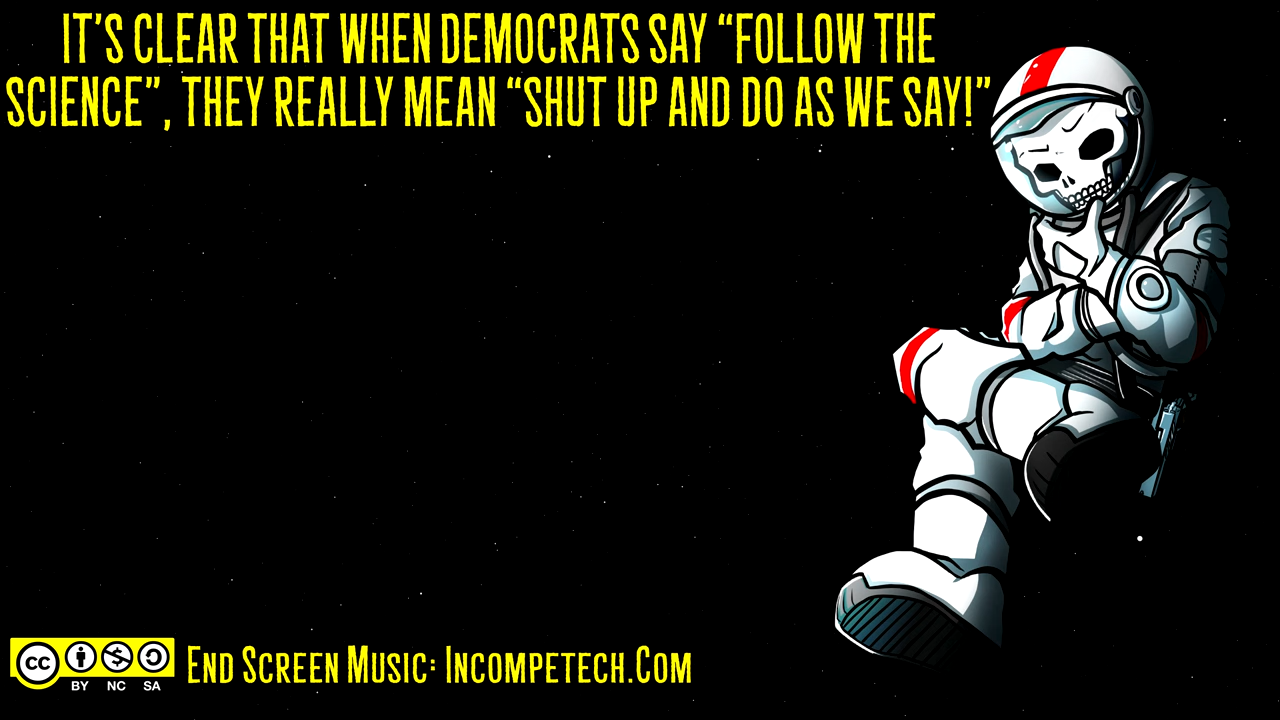 IT'S CLEAR THAT WHEN DEMOCRATS SAY “FOLLOW THE
SCIENCE”, THEY REALLY MEAN “SHUT UP AND DO AS WE SAY!”
cc
BY NC SA
END SCREEN MUSIC: INCOMPETECH.COM